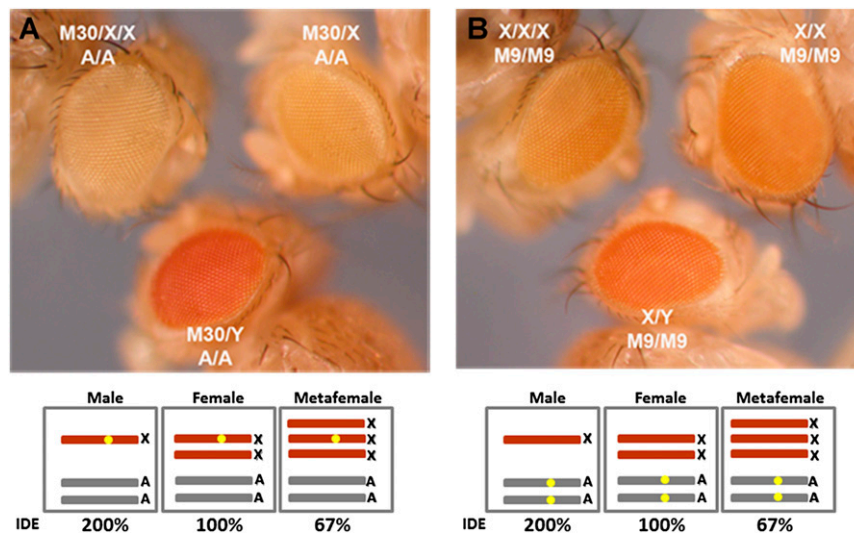 A
M30/X/X
A/A
M30/X
A/A
M30/Y
A/A
B
X/X/X
M9/M9
X/X
M9/M9
X/Y
M9/M9
Male Female Metafemale
X
A
A
X
X
A
A
X
X
X
A
A
IDE 200% 100% 67%
Male Female Metafemale
X
A
A
X
X
A
A
X
X
X
A
A
IDE 200% 100% 67%